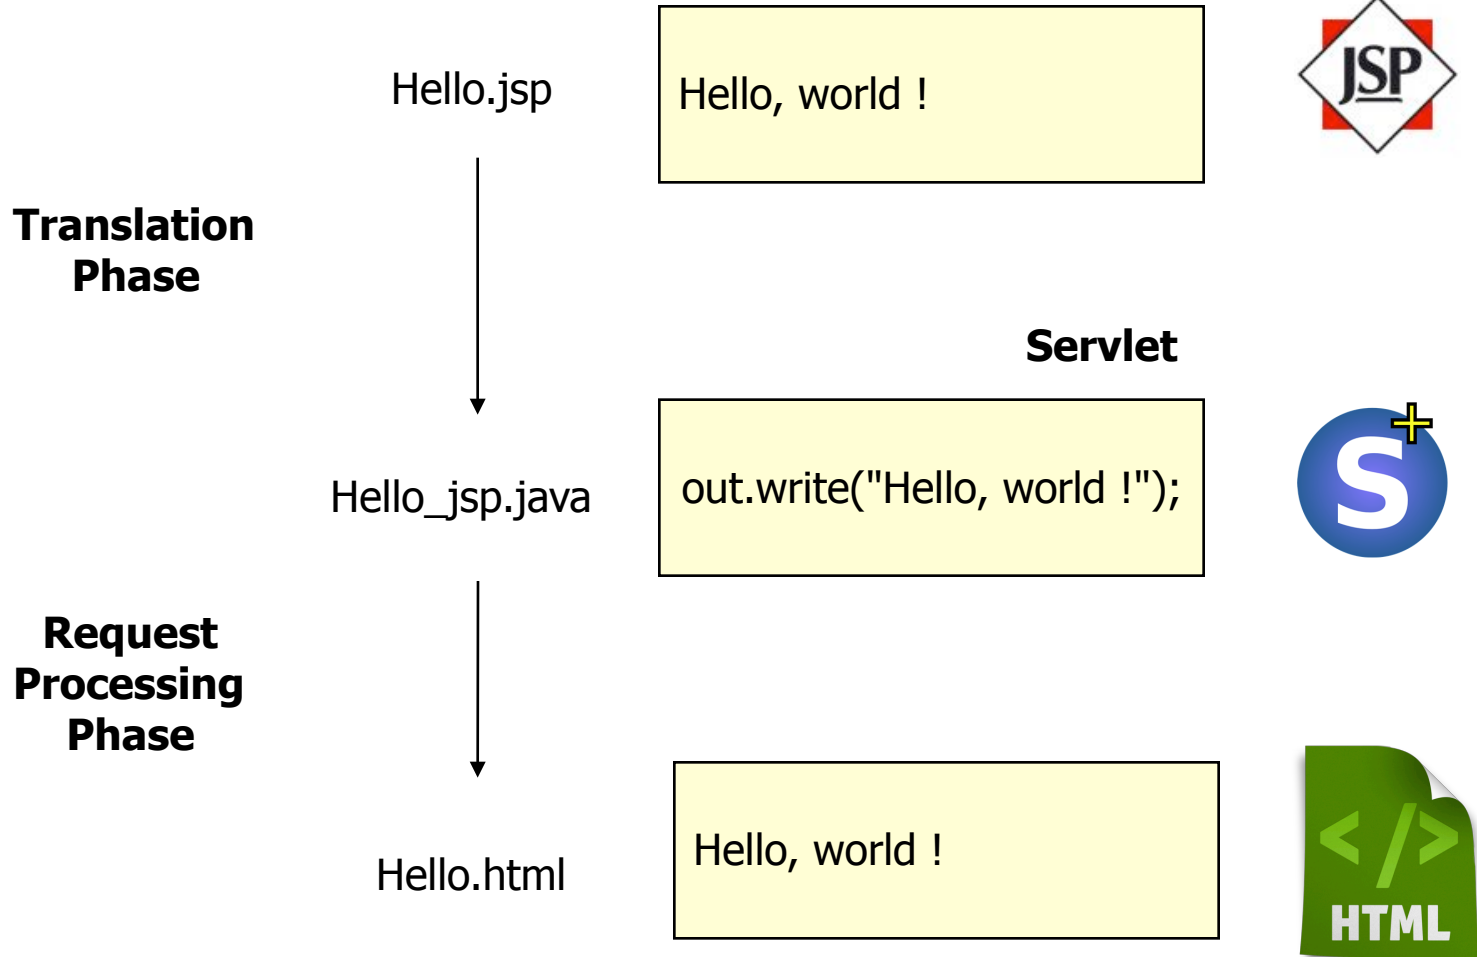 Hello.jsp
Hello, world !
JSP
Translation
Phase
Servlet
Hello_jsp.java
out.write("Hello, world !");
S
Request
Processing
Phase
Hello.html
Hello, world !
</>
HTML